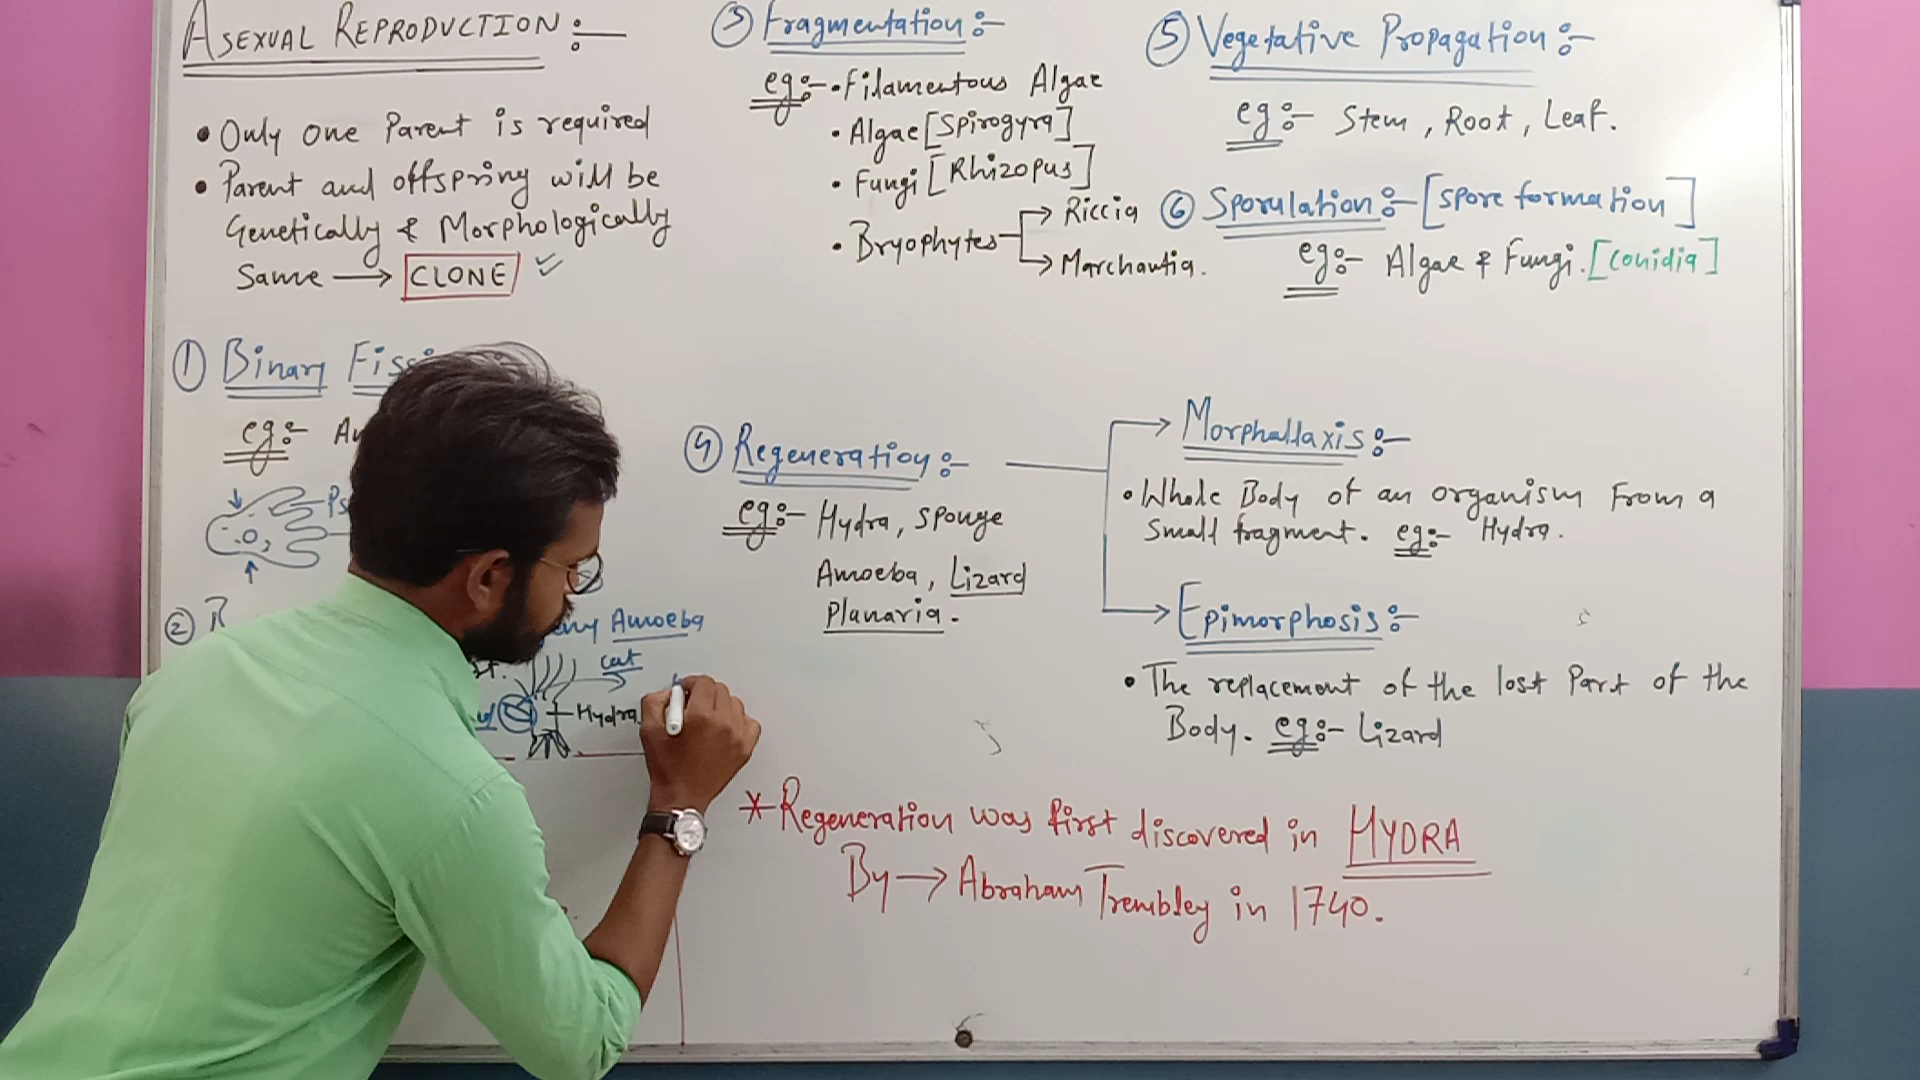 ASEXUAL REPRODUCTION :—
• Only one Parent is required
• Parent and offspring will be
Genetically & Morphologically
Same → CLONE
① Binary
eg:-
②
Amoeba
cut
Hydra
③ Fragmentation :-
eg:- • Filamentous Algae
• Algae [Spirogyra]
• Fungi [Rhizopus]
• Bryophytes → Riccia
→ Marchantia.
④ Regeneration :-
eg:- Hydra, Sponge
Amoeba, Lizard
Planaria.
→ Morphallaxis :-
• Whole Body of an organism From a
Small fragment. eg:- Hydra.
→ Epimorphosis :-
• The replacement of the lost Part of the
Body. eg:- Lizard
⑤ Vegetative Propagation :-
eg:- Stem, Root, Leaf.
⑥ Sporulation :- [Spore formation]
eg:- Algae & Fungi. [Conidia]
* Regeneration was first discovered in HYDRA
By → Abraham Trembley in 1740.